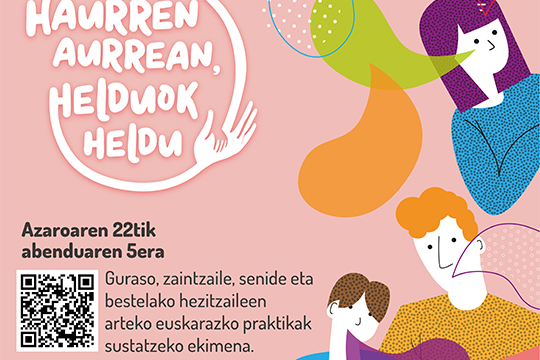 HAURREN
AURREAN,
HELDUOK
HELDU
Azaroaren 22tik
abenduaren 5era
Guraso, zaintzaile, senide eta
bestelako hezitzaileen
arteko euskarazko praktikak
sustatzeko ekimena.